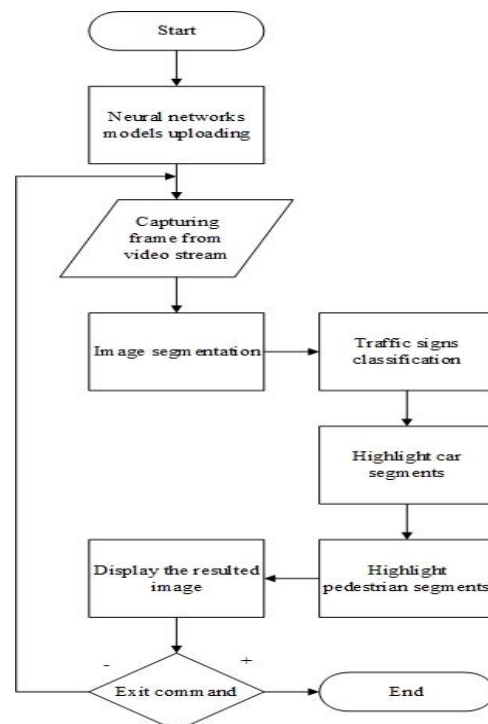 Start
Neural networks
models uploading
Capturing
frame from
video stream
Image segmentation
Traffic signs
classification
Highlight car
segments
Highlight
pedestrian segments
Display the resulted
image
-
+
Exit command
End